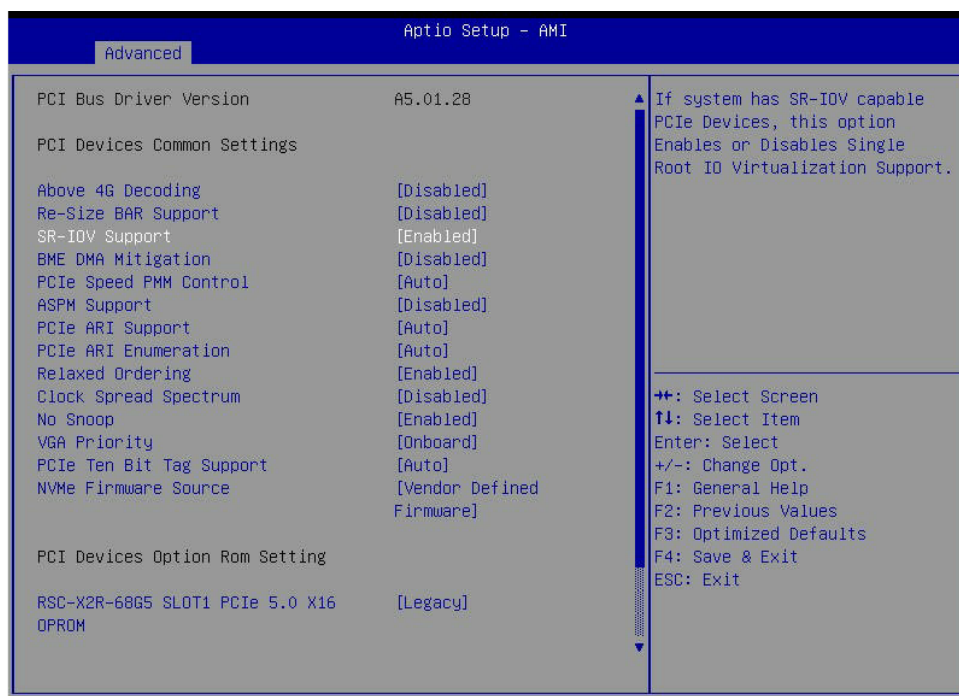 Aptio Setup – AMI
Advanced
PCI Bus Driver Version A5.01.28
PCI Devices Common Settings
Above 4G Decoding [Disabled]
Re-Size BAR Support [Disabled]
SR-IOV Support [Enabled]
BME DMA Mitigation [Disabled]
PCIe Speed PMM Control [Auto]
ASPM Support [Disabled]
PCIe ARI Support [Auto]
PCIe ARI Enumeration [Auto]
Relaxed Ordering [Enabled]
Clock Spread Spectrum [Disabled]
No Snoop [Enabled]
VGA Priority [Onboard]
PCIe Ten Bit Tag Support [Auto]
NVMe Firmware Source [Vendor Defined
Firmware]
PCI Devices Option Rom Setting
RSC-X2R-68G5 SLOT1 PCIe 5.0 X16 [Legacy]
OPROM
If system has SR-IOV capable
PCIe Devices, this option
Enables or Disables Single
Root IO Virtualization Support.
→←: Select Screen
↑↓: Select Item
Enter: Select
+/-: Change Opt.
F1: General Help
F2: Previous Values
F3: Optimized Defaults
F4: Save & Exit
ESC: Exit